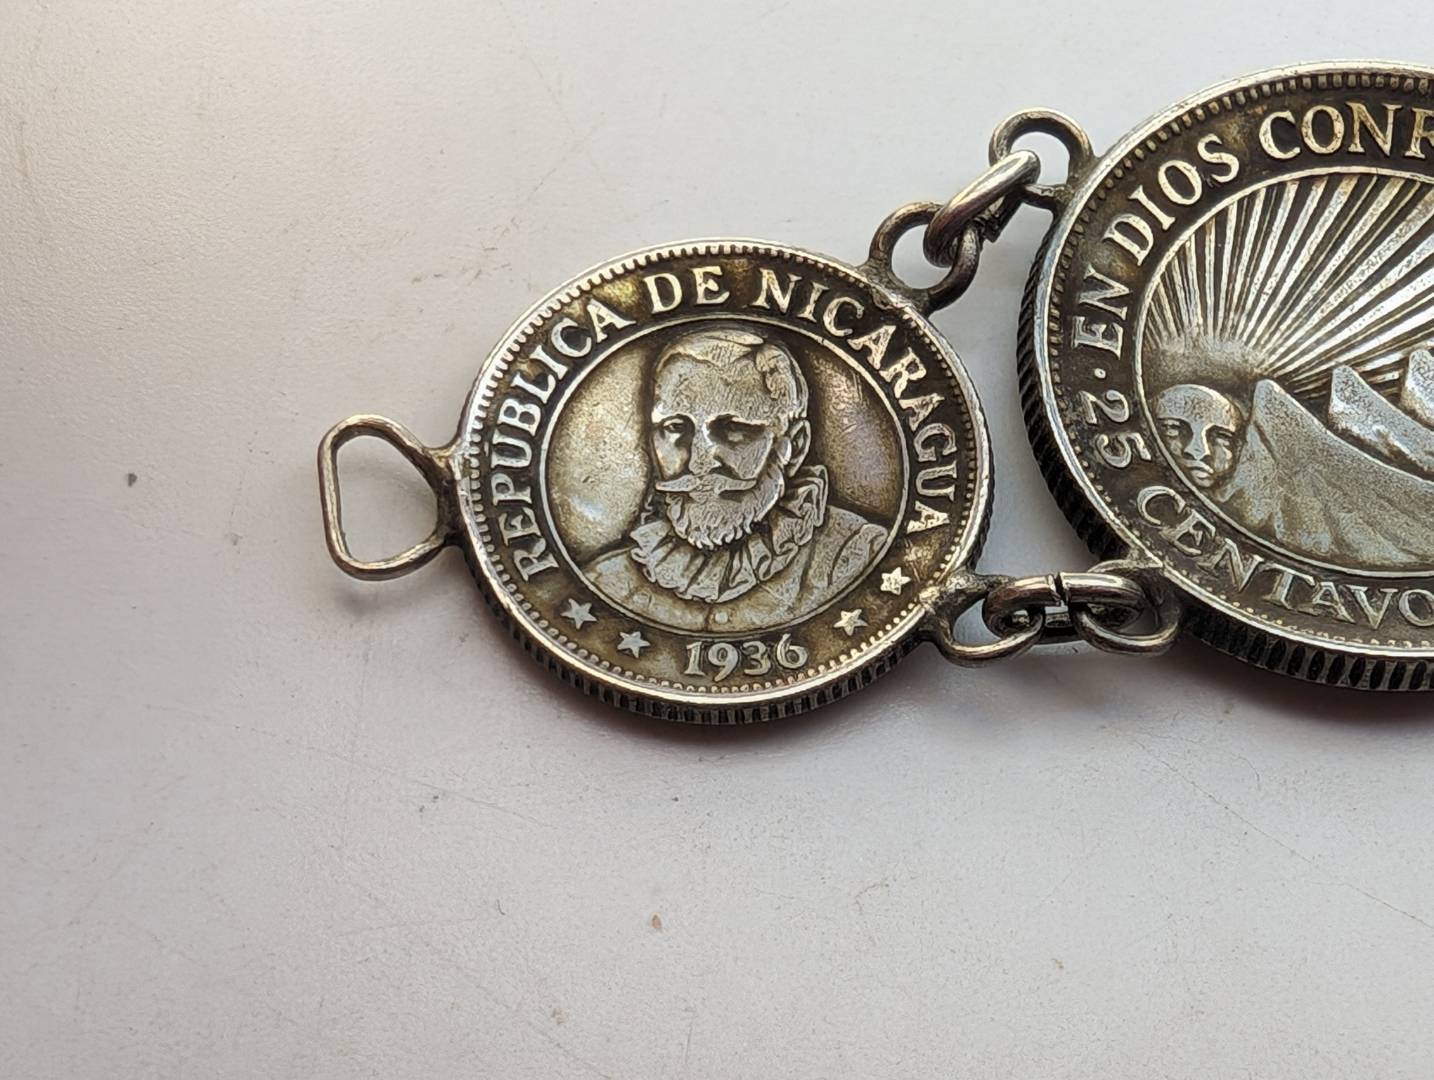 REPUBLICA DE NICARAGUA
1936
EN DIOS CONF
25
CENTAVO